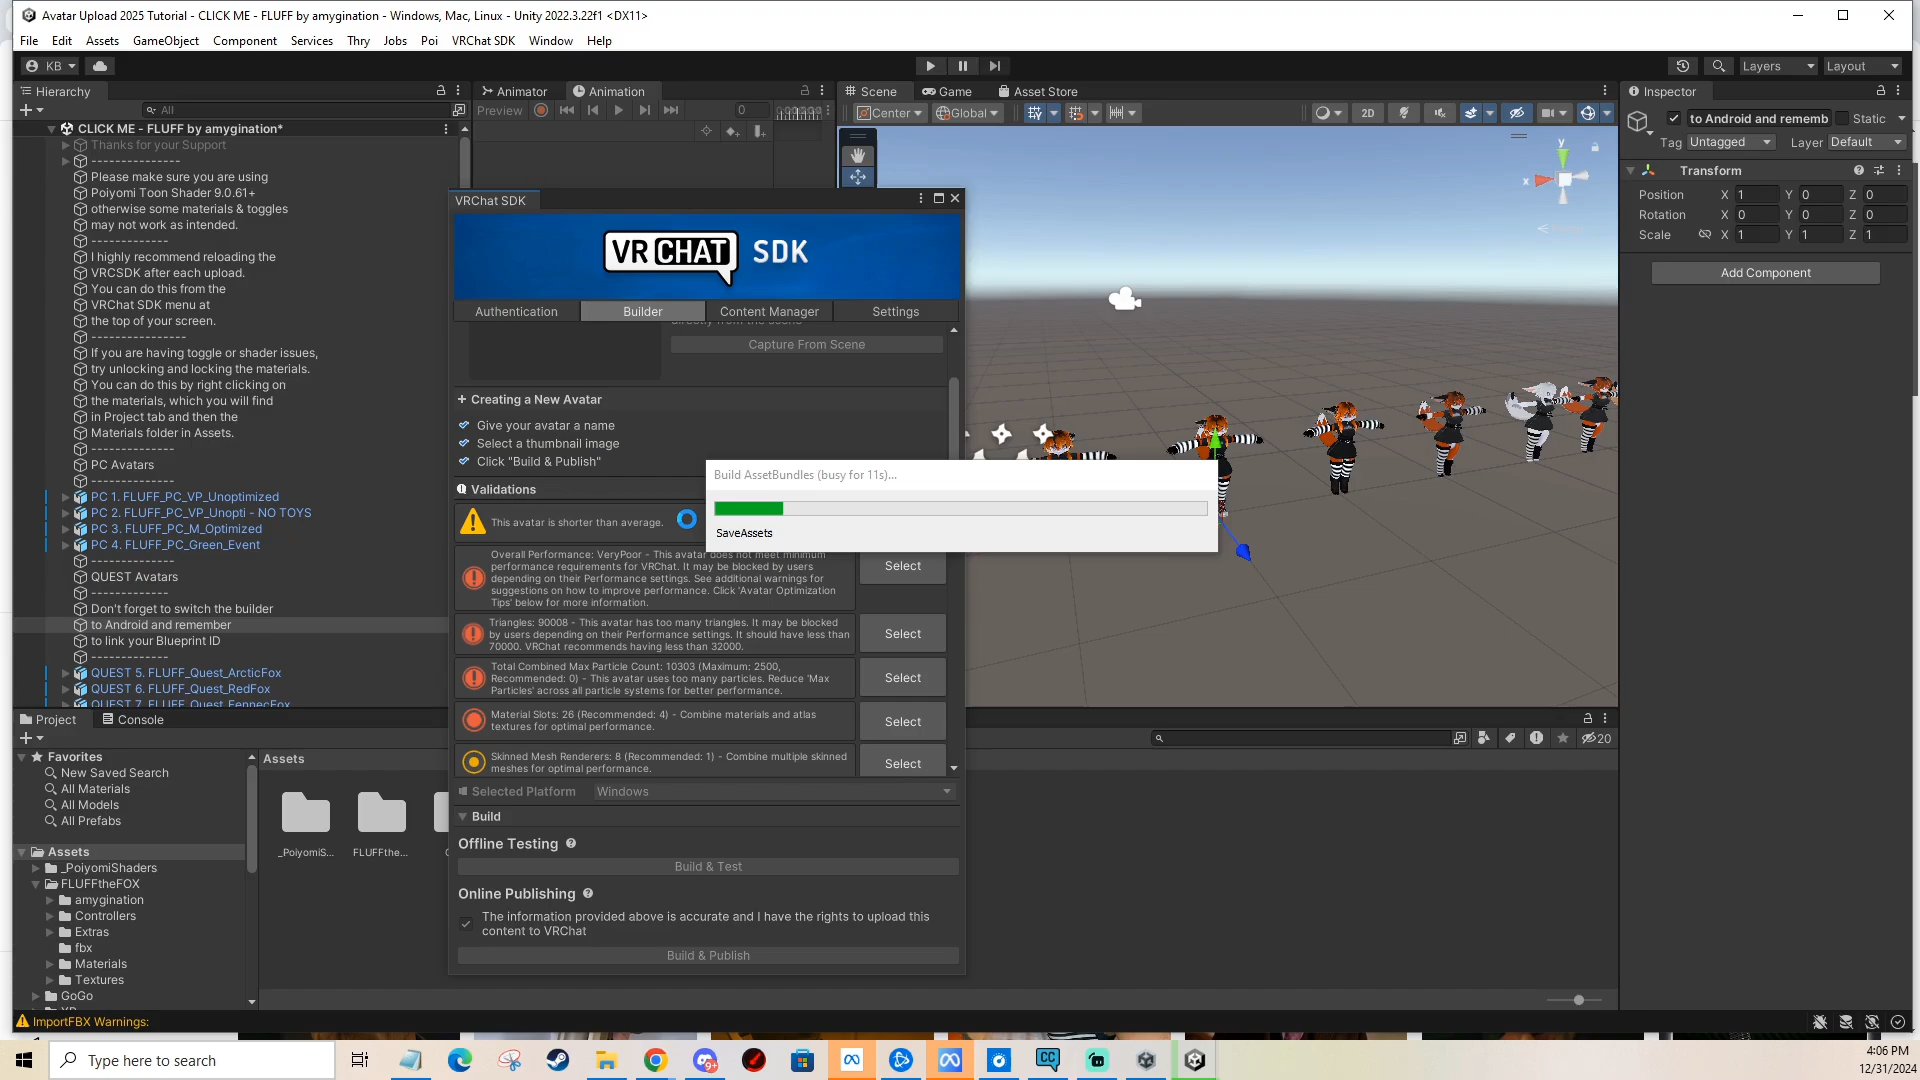 Avatar Upload 2025 Tutorial - CLICK ME - FLUFF by amygination - Windows, Mac, Linux - Unity 2022.3.22f1 <DX11>
File Edit Assets GameObject Component Services Thry Jobs Poi VRChat SDK Window Help
KB
Layers
Layout
Hierarchy
All
CLICK ME - FLUFF by amygination*
Thanks for your Support
---------------
Please make sure you are using
Poiyomi Toon Shader 9.0.61+
otherwise some materials & toggles
may not work as intended.
-------------
I highly recommend reloading the
VRCSDK after each upload.
You can do this from the
VRChat SDK menu at
the top of your screen.
----------------
If you are having toggle or shader issues,
try unlocking and locking the materials.
You can do this by right clicking on
the materials, which you will find
in Project tab and then the
Materials folder in Assets.
--------------
PC Avatars
--------------
PC 1. FLUFF_PC_VP_Unoptimized
PC 2. FLUFF_PC_VP_Unopti - NO TOYS
PC 3. FLUFF_PC_M_Optimized
PC 4. FLUFF_PC_Green_Event
--------------
QUEST Avatars
-------------
Don't forget to switch the builder
to Android and remember
to link your Blueprint ID
-------------
QUEST 5. FLUFF_Quest_ArcticFox
QUEST 6. FLUFF_Quest_RedFox
QUEST 7. FLUFF_Quest_FennecFox
Animator
Animation
Preview
0
Scene
Game
Asset Store
Center
Global
2D
y
x
VRChat SDK
VR CHAT SDK
Authentication
Builder
Content Manager
Settings
directly from the scene
Capture From Scene
Creating a New Avatar
Give your avatar a name
Select a thumbnail image
Click "Build & Publish"
Validations
This avatar is shorter than average.
Overall Performance: VeryPoor - This avatar does not meet minimum
performance requirements for VRChat. It may be blocked by users
depending on their Performance settings. See additional warnings for
suggestions on how to improve performance. Click 'Avatar Optimization
Tips' below for more information.
Select
Triangles: 90008 - This avatar has too many triangles. It may be blocked
by users depending on their Performance settings. It should have less than
70000. VRChat recommends having less than 32000.
Select
Total Combined Max Particle Count: 10303 (Maximum: 2500,
Recommended: 0) - This avatar uses too many particles. Reduce 'Max
Particles' across all particle systems for better performance.
Select
Material Slots: 26 (Recommended: 4) - Combine materials and atlas
textures for optimal performance.
Select
Skinned Mesh Renderers: 8 (Recommended: 1) - Combine multiple skinned
meshes for optimal performance.
Select
Selected Platform
Windows
Build
Offline Testing
Build & Test
Online Publishing
The information provided above is accurate and I have the rights to upload this
content to VRChat
Build & Publish
Build AssetBundles (busy for 11s)...
SaveAssets
Inspector
to Android and rememb
Static
Tag Untagged
Layer Default
Transform
Position X 1 Y 0 Z 0
Rotation X 0 Y 0 Z 0
Scale X 1 Y 1 Z 1
Add Component
Project
Console
20
Favorites
New Saved Search
All Materials
All Models
All Prefabs
Assets
_PoiyomiShaders
FLUFFtheFOX
amygination
Controllers
Extras
fbx
Materials
Textures
GoGo
Assets
_PoiyomiS...
FLUFFthe...
ImportFBX Warnings:
Type here to search
9+
CC
4:06 PM
12/31/2024